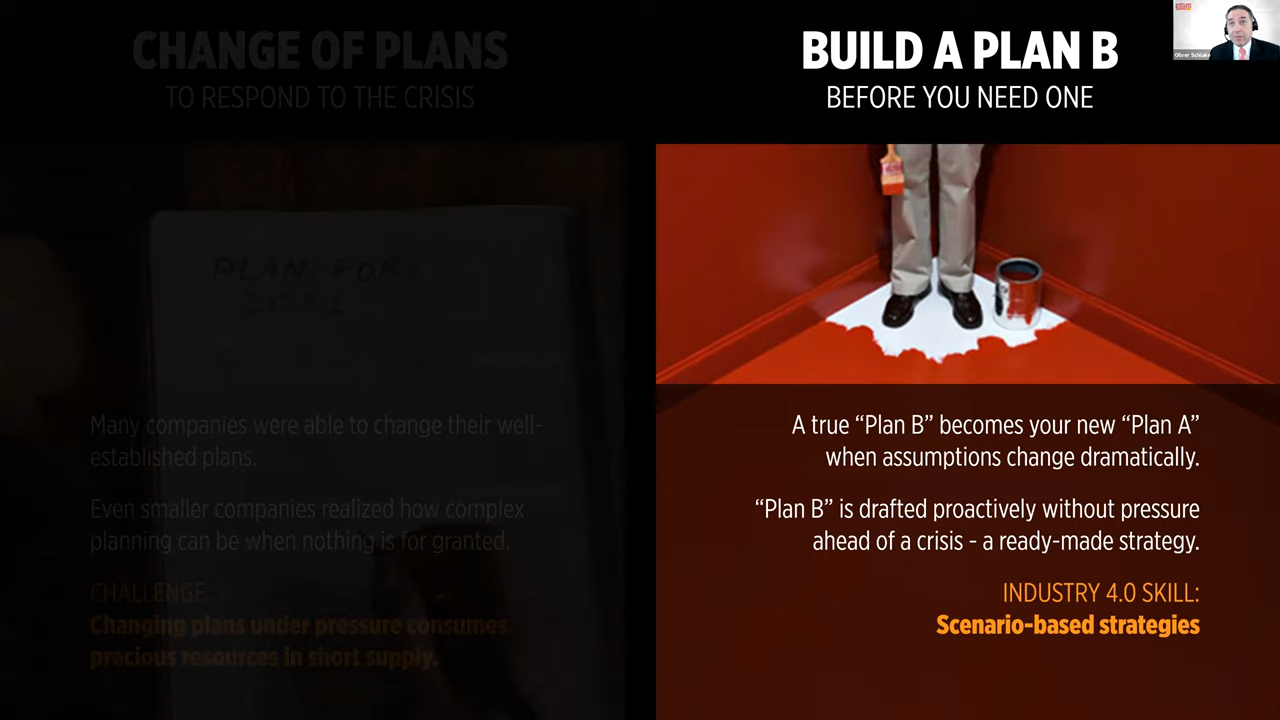 CHANGE OF PLANS
TO RESPOND TO THE CRISIS
PLAN FOR
Many companies were able to change their well-
established plans.
Even smaller companies realized how complex
planning can be when nothing is for granted.
CHALLENGE:
Changing plans under pressure consumes
precious resources in short supply.
BUILD A PLAN B
BEFORE YOU NEED ONE
A true “Plan B” becomes your new “Plan A”
when assumptions change dramatically.
“Plan B” is drafted proactively without pressure
ahead of a crisis - a ready-made strategy.
INDUSTRY 4.0 SKILL:
Scenario-based strategies
Oliver Schlake